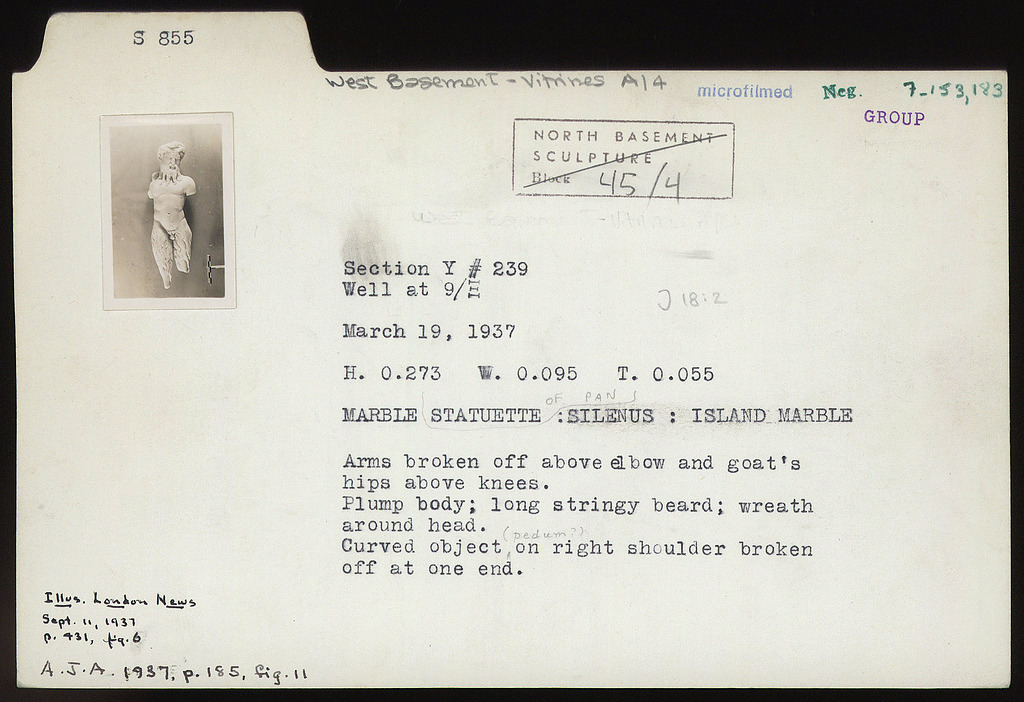 S 855
West Basement - Vitrines A/4
microfilmed
Neg. 7-153,183
GROUP
NORTH BASEMENT
SCULPTURE
Block 45/4
Section Y # 239
Well at 9/III
J 18:2
March 19, 1937
H. 0.273 W. 0.095 T. 0.055
OF PAN
MARBLE STATUETTE :SILENUS : ISLAND MARBLE
Arms broken off above elbow and goat's
hips above knees.
Plump body; long stringy beard; wreath
around head.
(pedum?)
Curved object on right shoulder broken
off at one end.
Illus. London News
Sept. 11, 1937
p. 431, fig. 6
A.J.A. 1937, p. 185, fig. 11